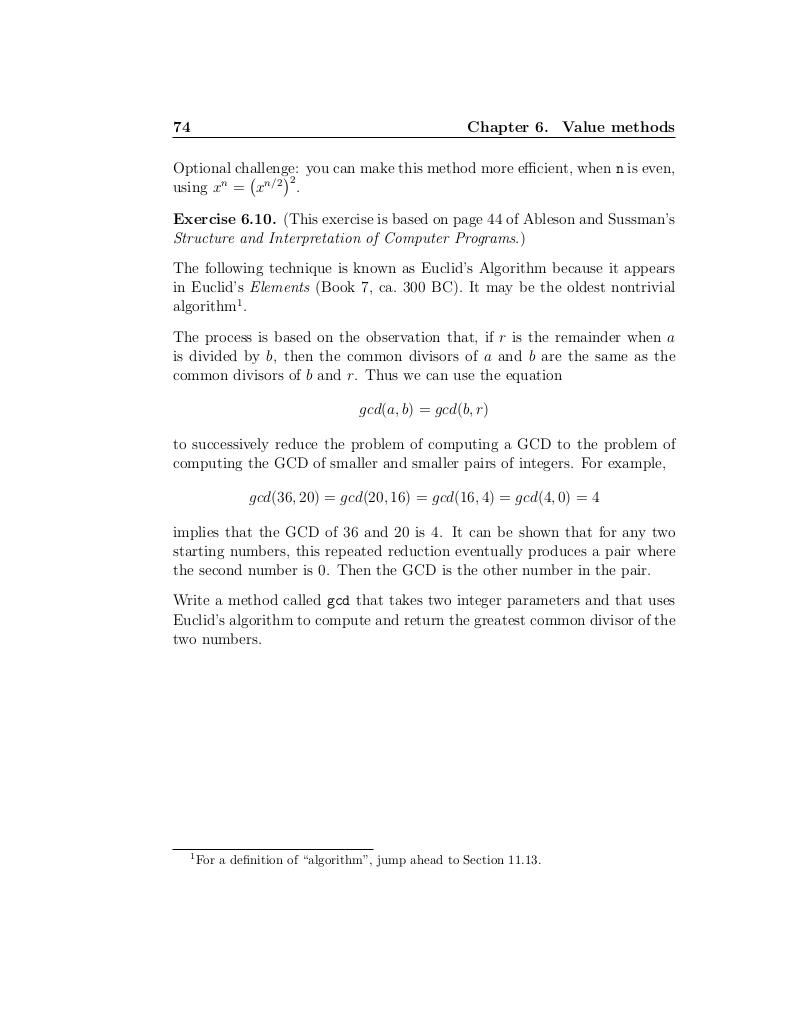 74 Chapter 6. Value methods
Optional challenge: you can make this method more efficient, when n is even,
using xⁿ = (x^{n/2})².
Exercise 6.10. (This exercise is based on page 44 of Ableson and Sussman's
Structure and Interpretation of Computer Programs.)
The following technique is known as Euclid's Algorithm because it appears
in Euclid's Elements (Book 7, ca. 300 BC). It may be the oldest nontrivial
algorithm¹.
The process is based on the observation that, if r is the remainder when a
is divided by b, then the common divisors of a and b are the same as the
common divisors of b and r. Thus we can use the equation
gcd(a, b) = gcd(b, r)
to successively reduce the problem of computing a GCD to the problem of
computing the GCD of smaller and smaller pairs of integers. For example,
gcd(36, 20) = gcd(20, 16) = gcd(16, 4) = gcd(4, 0) = 4
implies that the GCD of 36 and 20 is 4. It can be shown that for any two
starting numbers, this repeated reduction eventually produces a pair where
the second number is 0. Then the GCD is the other number in the pair.
Write a method called gcd that takes two integer parameters and that uses
Euclid's algorithm to compute and return the greatest common divisor of the
two numbers.
¹For a definition of “algorithm”, jump ahead to Section 11.13.